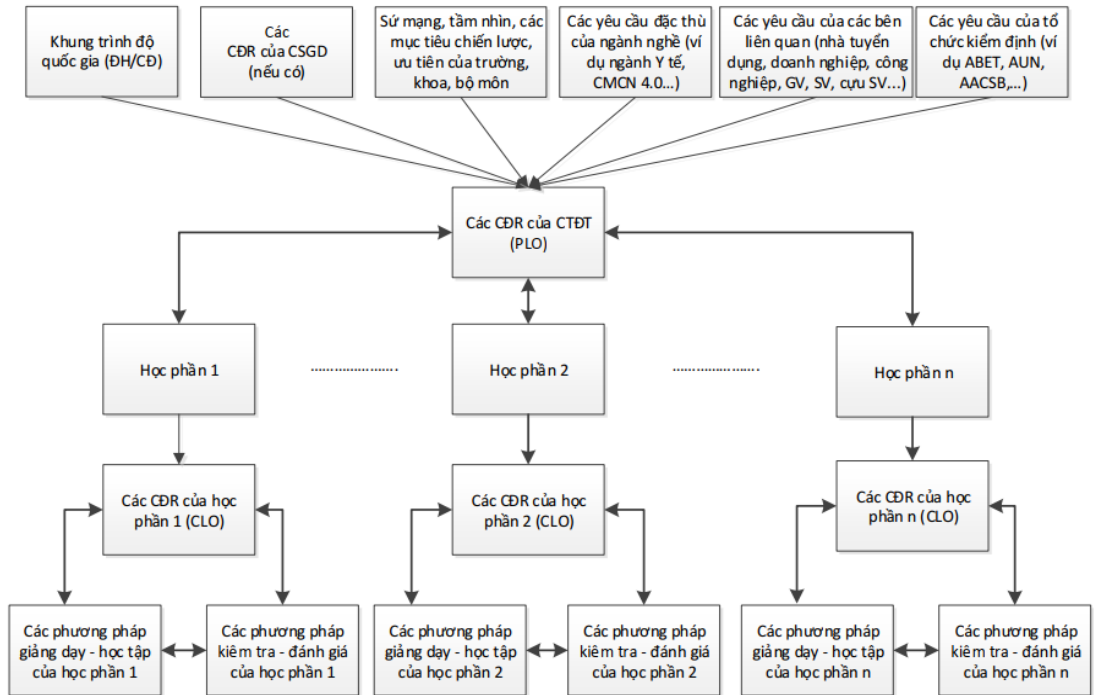 Khung trình độ
quốc gia (ĐH/CĐ)
Các
CĐR của CSGD
(nếu có)
Sứ mạng, tầm nhìn, các
mục tiêu chiến lược,
ưu tiên của trường,
khoa, bộ môn
Các yêu cầu đặc thù
của ngành nghề (ví
dụ ngành Y tế,
CMCN 4.0...)
Các yêu cầu của các bên
liên quan (nhà tuyển
dụng, doanh nghiệp, công
nghiệp, GV, SV, cựu SV...)
Các yêu cầu của tổ
chức kiểm định (ví
dụ ABET, AUN,
AACSB,...)
Các CĐR của CTĐT
(PLO)
Học phần 1
......................
Học phần 2
......................
Học phần n
Các CĐR của học
phần 1 (CLO)
Các CĐR của học
phần 2 (CLO)
Các CĐR của học
phần n (CLO)
Các phương pháp
giảng dạy - học tập
của học phần 1
Các phương pháp
kiêm tra - đánh giá
của học phần 1
Các phương pháp
giảng dạy - học tập
của học phần 2
Các phương pháp
kiêm tra - đánh giá
của học phần 2
Các phương pháp
giảng dạy - học tập
của học phần n
Các phương pháp
kiêm tra - đánh giá
của học phần n